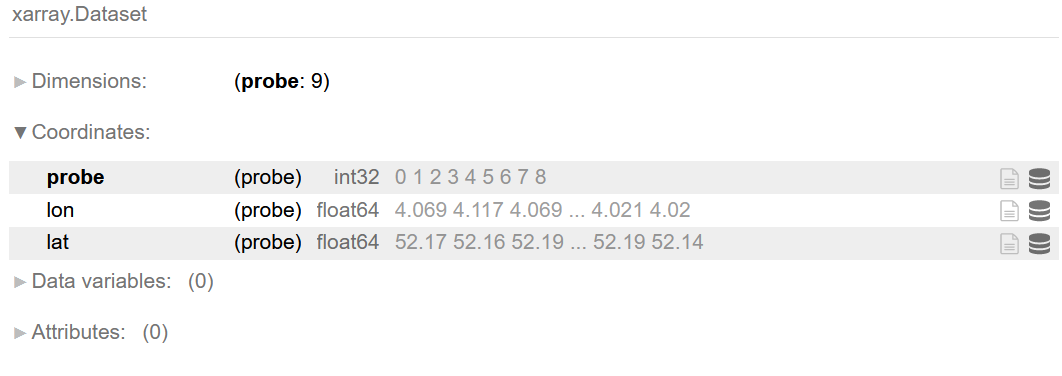 xarray.Dataset
► Dimensions: (probe: 9)
▼ Coordinates:
probe (probe) int32 0 1 2 3 4 5 6 7 8
lon (probe) float64 4.069 4.117 4.069 ... 4.021 4.02
lat (probe) float64 52.17 52.16 52.19 ... 52.19 52.14
► Data variables: (0)
► Attributes: (0)